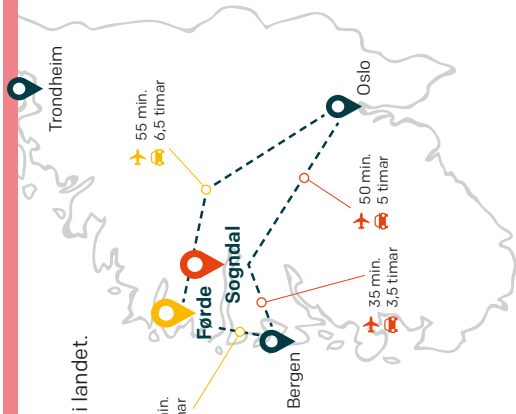 Trondheim
i landet.
55 min.
6,5 timar
Førde
Sogndal
Bergen
Oslo
50 min.
5 timar
35 min.
3,5 timar